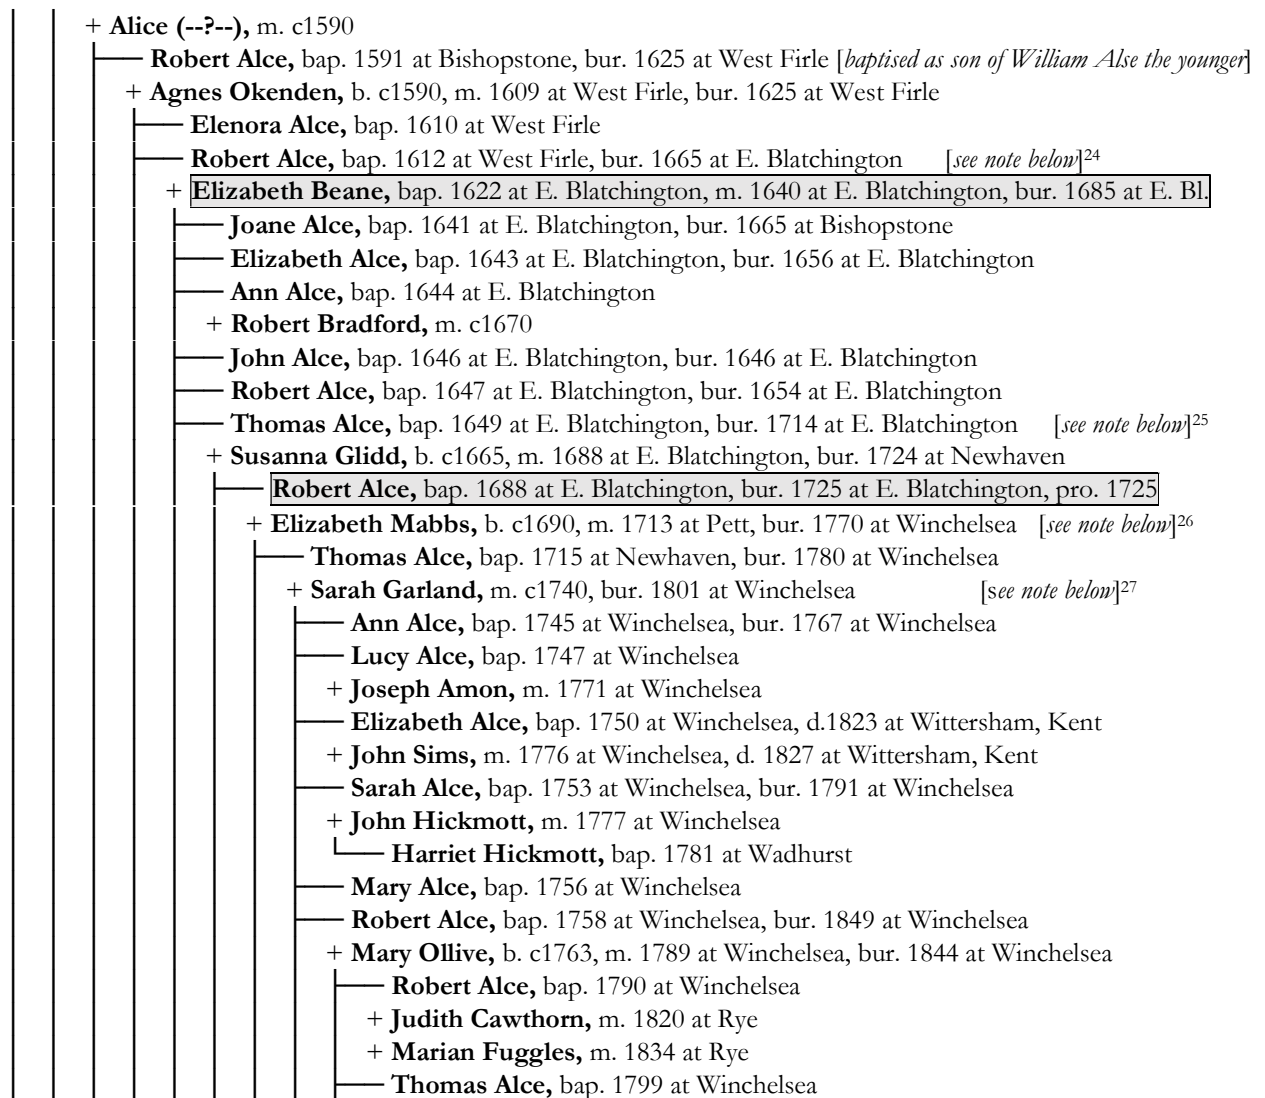 + Alice (--?--), m. c1590
Robert Alce, bap. 1591 at Bishopstone, bur. 1625 at West Firle [baptised as son of William Alse the younger]
+ Agnes Okenden, b. c1590, m. 1609 at West Firle, bur. 1625 at West Firle
Elenora Alce, bap. 1610 at West Firle
Robert Alce, bap. 1612 at West Firle, bur. 1665 at E. Blatchington [see note below]24
+ Elizabeth Beane, bap. 1622 at E. Blatchington, m. 1640 at E. Blatchington, bur. 1685 at E. Bl.
Joane Alce, bap. 1641 at E. Blatchington, bur. 1665 at Bishopstone
Elizabeth Alce, bap. 1643 at E. Blatchington, bur. 1656 at E. Blatchington
Ann Alce, bap. 1644 at E. Blatchington
+ Robert Bradford, m. c1670
John Alce, bap. 1646 at E. Blatchington, bur. 1646 at E. Blatchington
Robert Alce, bap. 1647 at E. Blatchington, bur. 1654 at E. Blatchington
Thomas Alce, bap. 1649 at E. Blatchington, bur. 1714 at E. Blatchington [see note below]25
+ Susanna Glidd, b. c1665, m. 1688 at E. Blatchington, bur. 1724 at Newhaven
Robert Alce, bap. 1688 at E. Blatchington, bur. 1725 at E. Blatchington, pro. 1725
+ Elizabeth Mabbs, b. c1690, m. 1713 at Pett, bur. 1770 at Winchelsea [see note below]26
Thomas Alce, bap. 1715 at Newhaven, bur. 1780 at Winchelsea
+ Sarah Garland, m. c1740, bur. 1801 at Winchelsea [see note below]27
Ann Alce, bap. 1745 at Winchelsea, bur. 1767 at Winchelsea
Lucy Alce, bap. 1747 at Winchelsea
+ Joseph Amon, m. 1771 at Winchelsea
Elizabeth Alce, bap. 1750 at Winchelsea, d.1823 at Wittersham, Kent
+ John Sims, m. 1776 at Winchelsea, d. 1827 at Wittersham, Kent
Sarah Alce, bap. 1753 at Winchelsea, bur. 1791 at Winchelsea
+ John Hickmott, m. 1777 at Winchelsea
Harriet Hickmott, bap. 1781 at Wadhurst
Mary Alce, bap. 1756 at Winchelsea
Robert Alce, bap. 1758 at Winchelsea, bur. 1849 at Winchelsea
+ Mary Ollive, b. c1763, m. 1789 at Winchelsea, bur. 1844 at Winchelsea
Robert Alce, bap. 1790 at Winchelsea
+ Judith Cawthorn, m. 1820 at Rye
+ Marian Fuggles, m. 1834 at Rye
Thomas Alce, bap. 1799 at Winchelsea